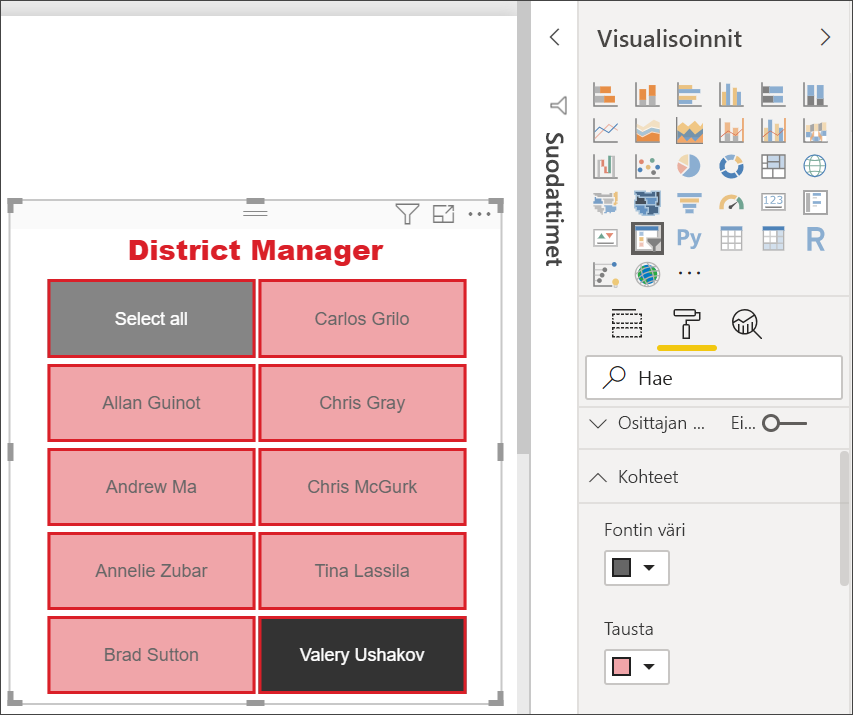 District Manager
Select all
Carlos Grilo
Allan Guinot
Chris Gray
Andrew Ma
Chris McGurk
Annelie Zubar
Tina Lassila
Brad Sutton
Valery Ushakov
Suodattimet
Visualisoinnit
123
Py
R
Hae
Osittajan ...
Ei...
Kohteet
Fontin väri
Tausta